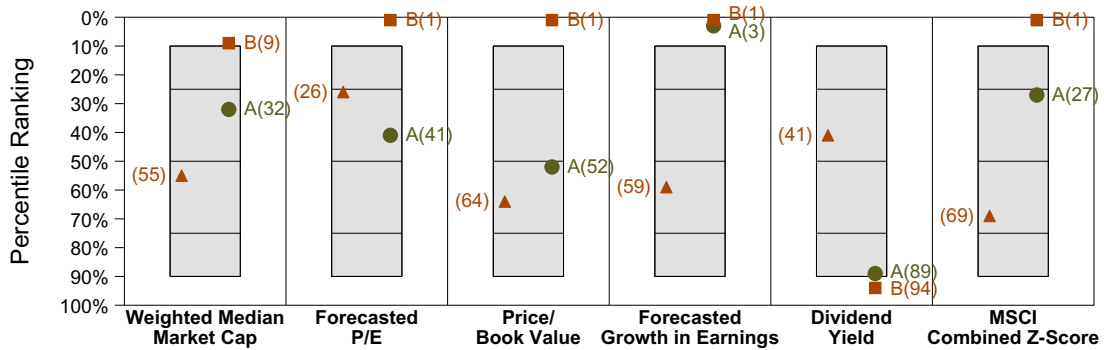 Percentile Ranking
0%
10%
20%
30%
40%
50%
60%
70%
80%
90%
100%
B(9)
A(32)
(55)
Weighted Median
Market Cap
B(1)
(26)
A(41)
Forecasted
P/E
B(1)
A(52)
(64)
Price/
Book Value
B(1)
A(3)
(59)
Forecasted
Growth in Earnings
(41)
A(89)
B(94)
Dividend
Yield
B(1)
A(27)
(69)
MSCI
Combined Z-Score